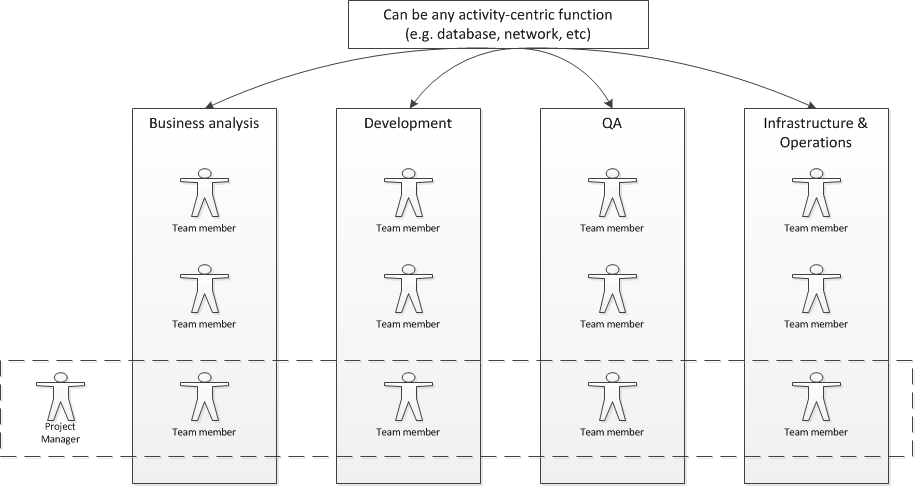 Can be any activity-centric function
(e.g. database, network, etc)
Business analysis
Development
QA
Infrastructure &
Operations
Team member
Team member
Team member
Team member
Team member
Team member
Team member
Team member
Project
Manager
Team member
Team member
Team member
Team member